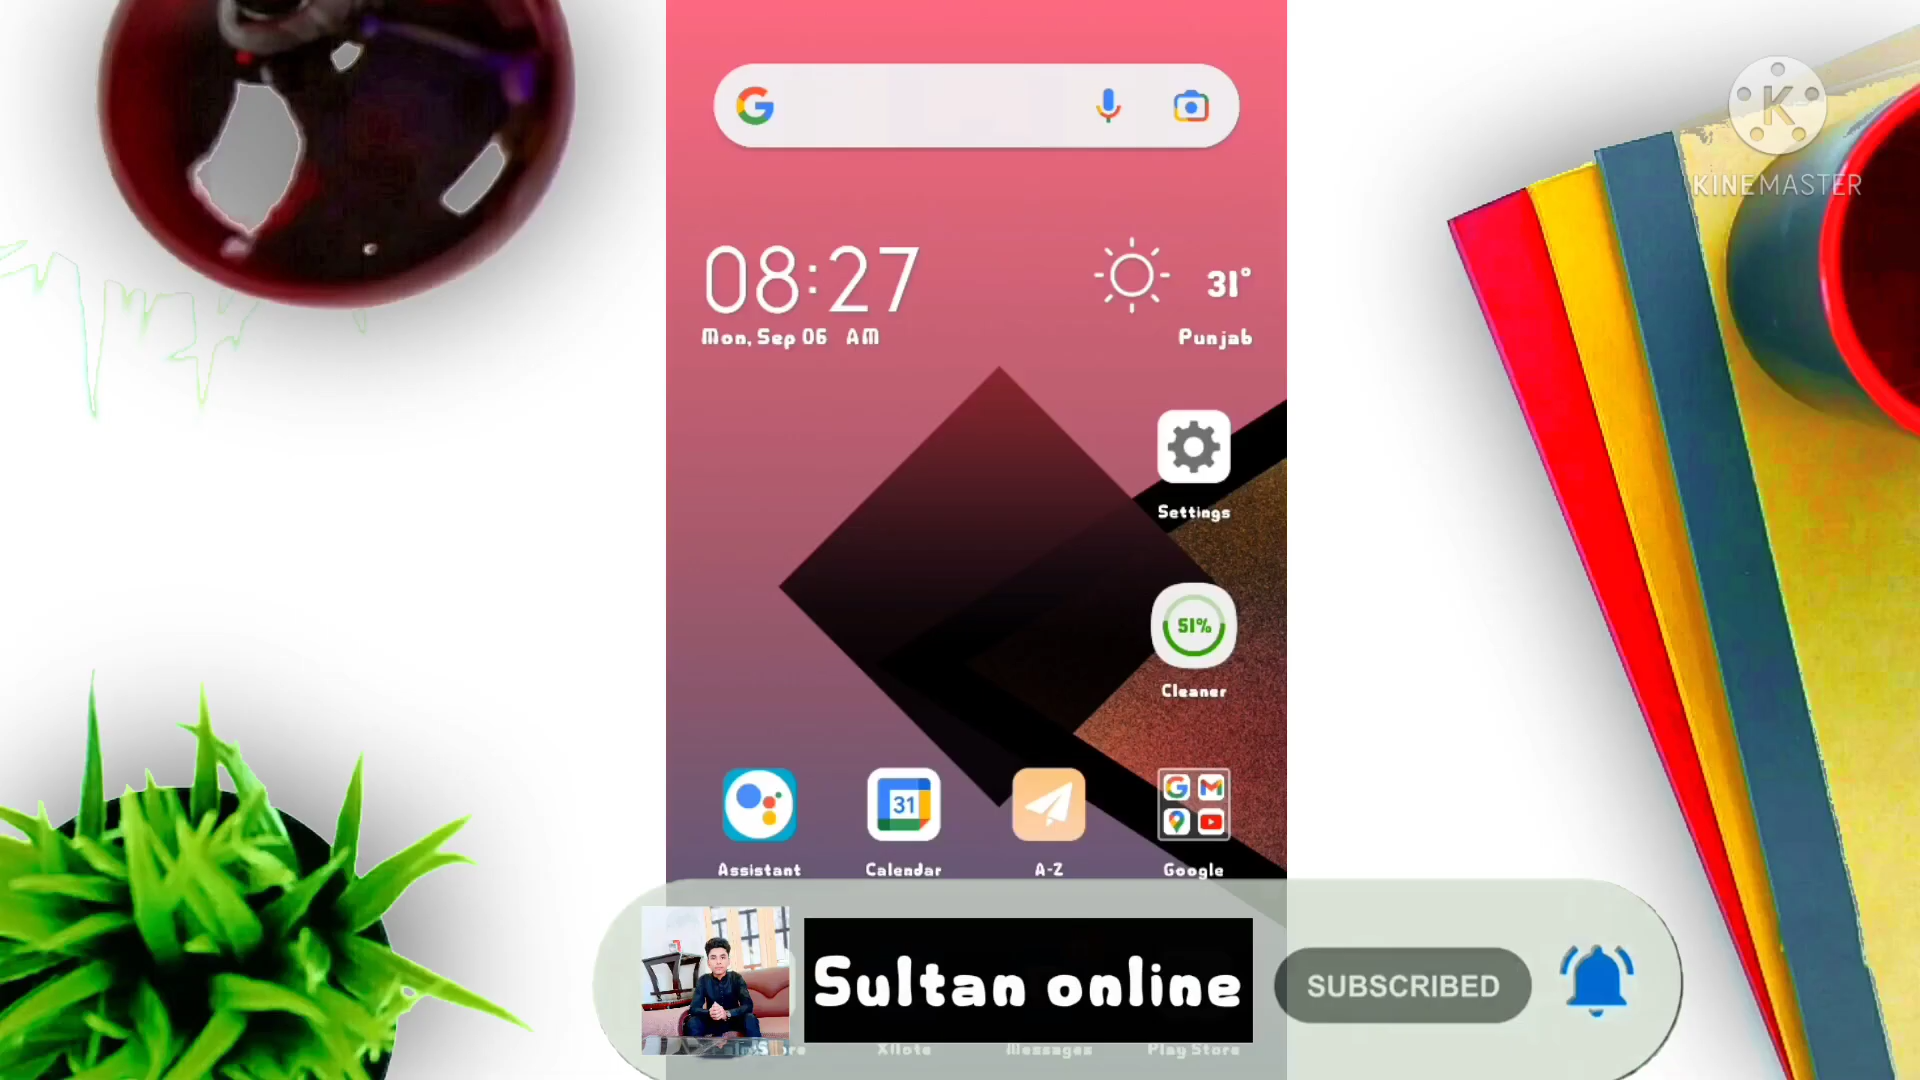 KINEMASTER
08:27
31°
Mon, Sep 06 AM
Punjab
Settings
51%
Cleaner
31
Assistant
Calendar
A-Z
Google
Sultan online
SUBSCRIBED
Messages
Play Store